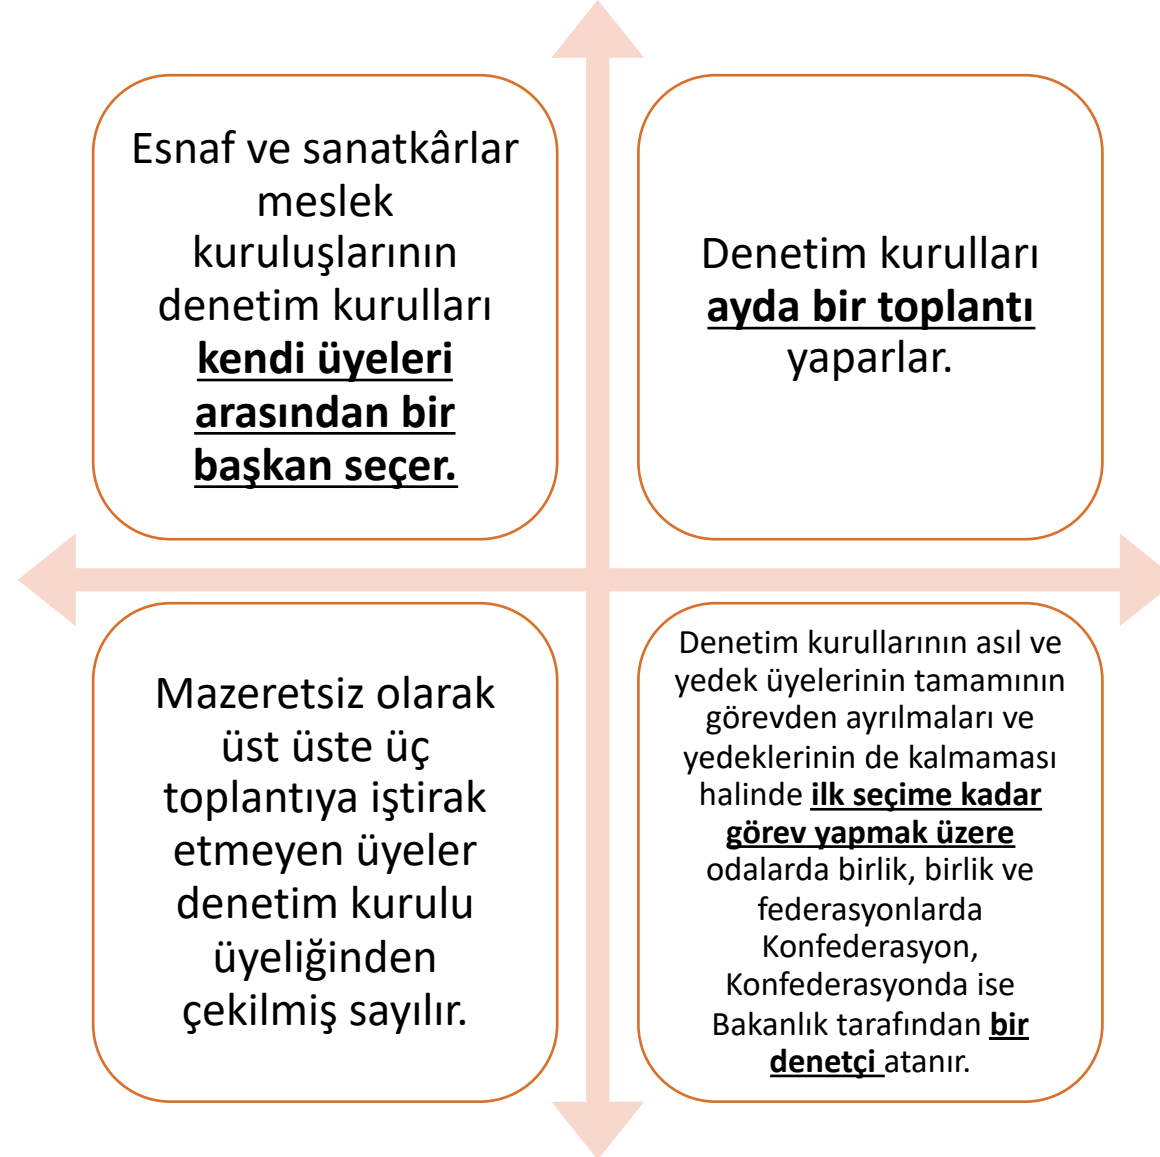 Esnaf ve sanatkârlar
meslek
kuruluşlarının
denetim kurulları
kendi üyeleri
arasından bir
başkan seçer.
Denetim kurulları
ayda bir toplantı
yaparlar.
Mazeretsiz olarak
üst üste üç
toplantıya iştirak
etmeyen üyeler
denetim kurulu
üyeliğinden
çekilmiş sayılır.
Denetim kurullarının asıl ve
yedek üyelerinin tamamının
görevden ayrılmaları ve
yedeklerinin de kalmaması
halinde ilk seçime kadar
görev yapmak üzere
odalarda birlik, birlik ve
federasyonlarda
Konfederasyon,
Konfederasyonda ise
Bakanlık tarafından bir
denetçi atanır.